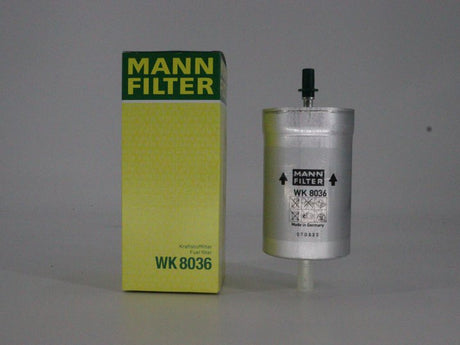 MANN
FILTER
Kraftstofffilter
Fuel filter
WK 8036
MANN
FILTER
WK 8036
Made in Germany